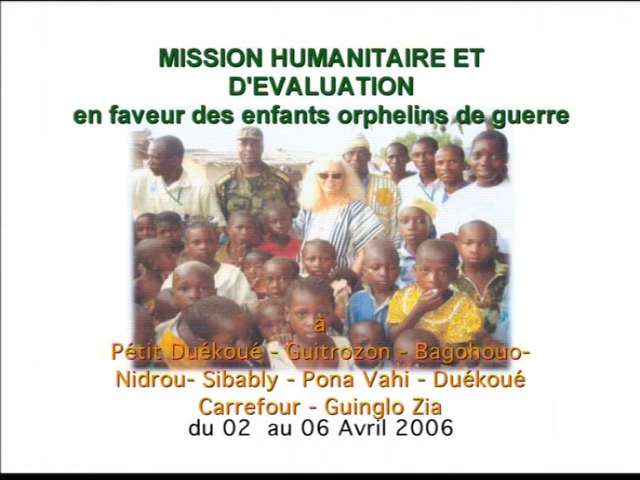 MISSION HUMANITAIRE ET
D'EVALUATION
en faveur des enfants orphelins de guerre
à
Pétit Duékoué - Guitrozon - Bagohouo-
Nidrou- Sibably - Pona Vahi - Duékoué
Carrefour - Guinglo Zia
du 02 au 06 Avril 2006